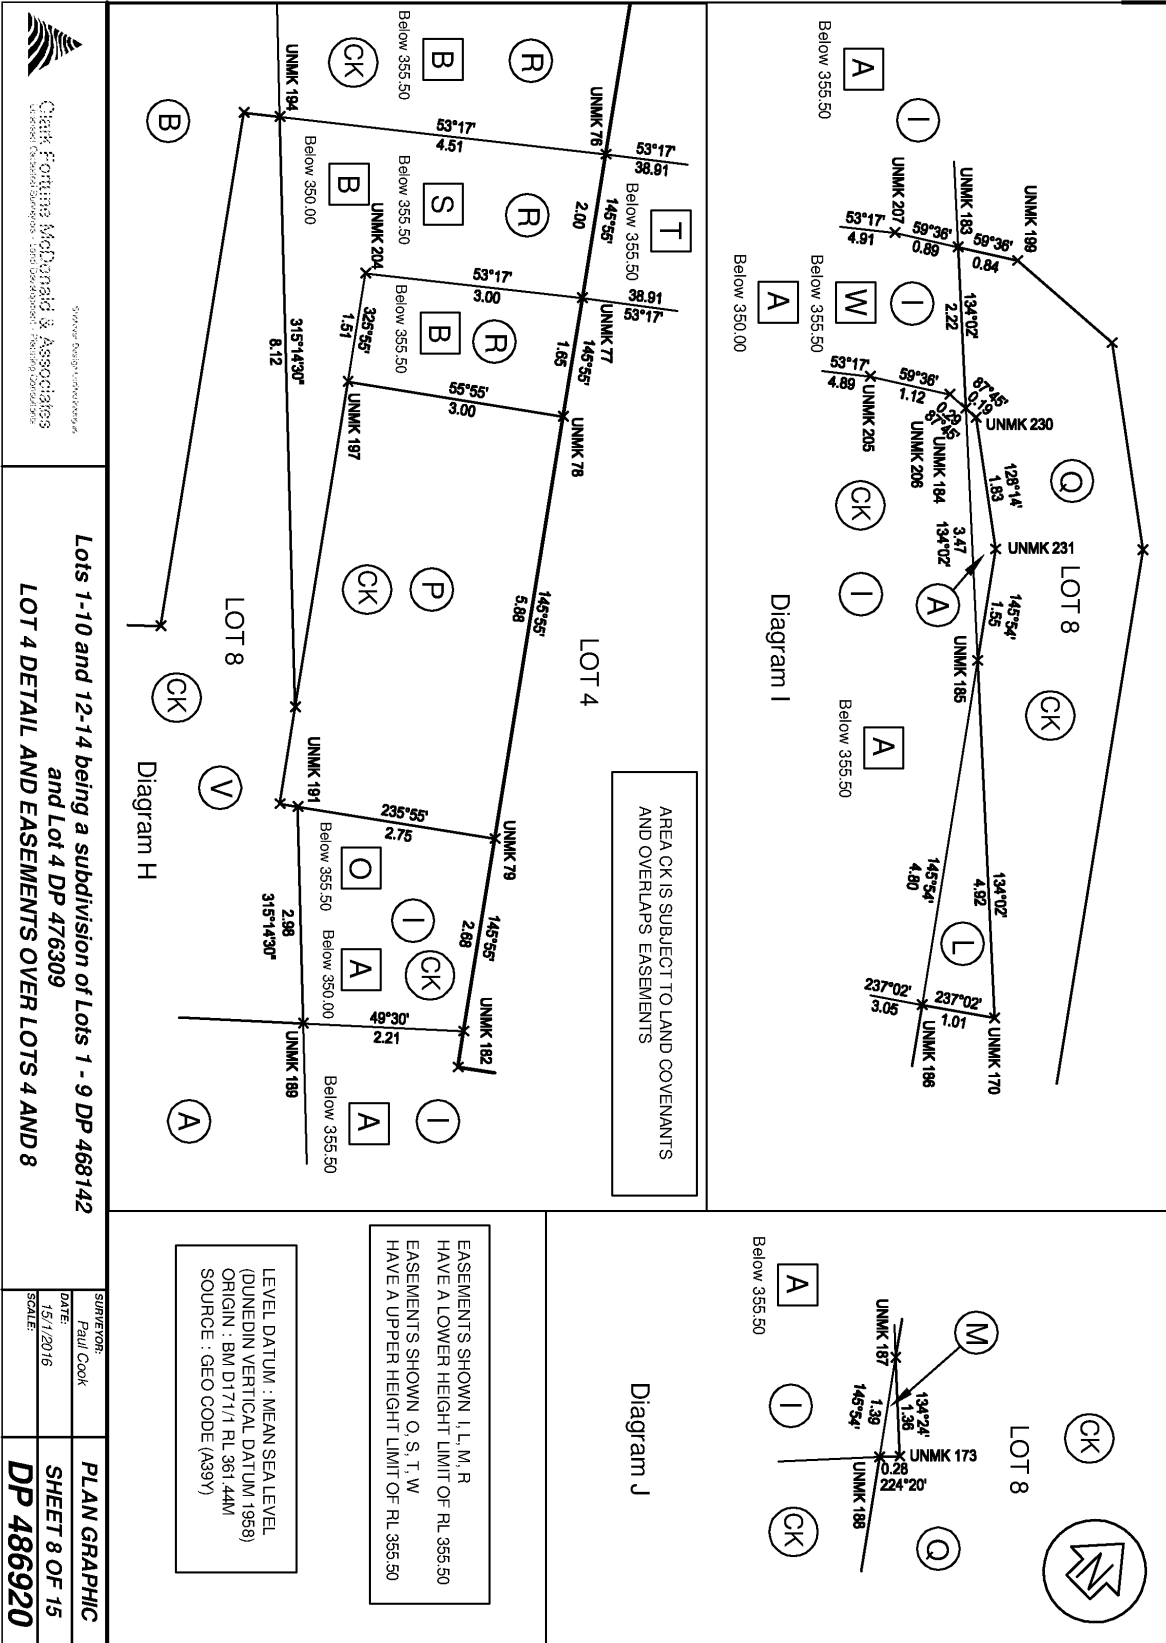 A
Below 355.50
I
UNMK 207
53°17'
4.91
UNMK 183
59°36'
0.89
UNMK 199
59°36'
0.84
A
Below 350.00
W
Below 355.50
I
134°02'
2.22
53°17'
4.89
59°36'
1.12
UNMK 205
87°45'
0.19
0.29
87°45'
UNMK 230
UNMK 206
UNMK 184
128°14'
1.83
Q
CK
3.47
134°02'
UNMK 231
I
A
LOT 8
145°54'
1.55
UNMK 185
CK
Diagram I
A
Below 355.50
145°54'
4.80
134°02'
4.92
L
237°02'
3.05
237°02'
1.01
UNMK 186
UNMK 170
R
B
Below 355.50
CK
UNMK 194
B
UNMK 76
53°17'
4.51
53°17'
38.91
T
Below 355.50
145°55'
2.00
R
S
Below 355.50
B
Below 350.00
UNMK 204
53°17'
3.00
38.91
53°17'
UNMK 77
R
B
Below 355.50
145°55'
1.65
325°55'
1.51
315°14'30"
8.12
55°55'
3.00
UNMK 78
UNMK 197
P
CK
145°55'
5.88
LOT 4
LOT 8
CK
V
Diagram H
UNMK 191
235°55'
2.75
UNMK 79
O
Below 355.50
I
CK
145°55'
2.68
A
Below 350.00
2.98
315°14'30"
49°30'
2.21
UNMK 182
UNMK 189
I
A
Below 355.50
A
AREA CK IS SUBJECT TO LAND COVENANTS
AND OVERLAPS EASEMENTS
A
Below 355.50
UNMK 187
M
134°24'
1.36
1.39
145°54'
I
UNMK 173
0.28
224°20'
UNMK 188
CK
LOT 8
CK
Q
N
Diagram J
EASEMENTS SHOWN I, L, M, R
HAVE A LOWER HEIGHT LIMIT OF RL 355.50
EASEMENTS SHOWN O, S, T, W
HAVE A UPPER HEIGHT LIMIT OF RL 355.50
LEVEL DATUM : MEAN SEA LEVEL
(DUNEDIN VERTICAL DATUM 1958)
ORIGIN : BM D171/1 RL 361.44M
SOURCE : GEO CODE (A39Y)
Clark Fortune McDonald & Associates
Lots 1-10 and 12-14 being a subdivision of Lots 1 - 9 DP 468142
and Lot 4 DP 476309
LOT 4 DETAIL AND EASEMENTS OVER LOTS 4 AND 8
SURVEYOR:
Paul Cook
DATE:
15/1/2016
SCALE:
PLAN GRAPHIC
SHEET 8 OF 15
DP 486920